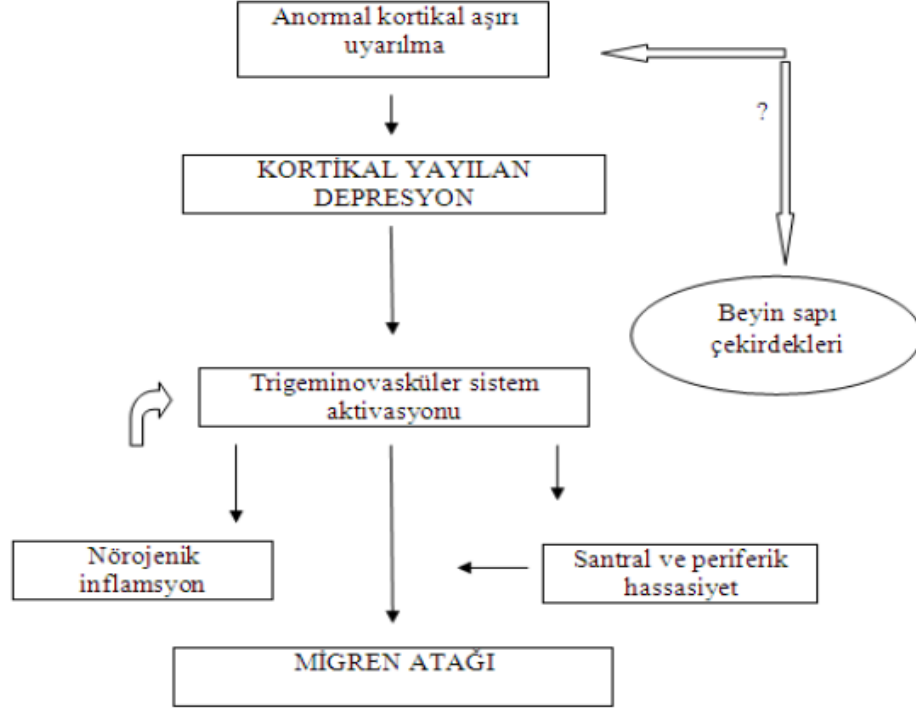 Anormal kortikal aşırı
uyarılma
?
KORTİKAL YAYILAN
DEPRESYON
Beyin sapı
çekirdekleri
Trigeminovasküler sistem
aktivasyonu
Nörojenik
inflamsyon
Santral ve periferik
hassasiyet
MİGREN ATAĞI